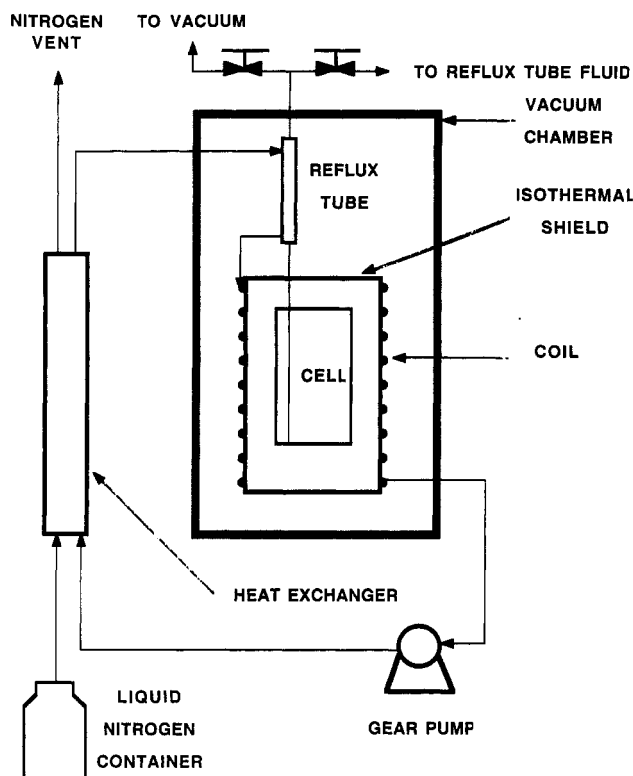 NITROGEN
VENT
TO VACUUM
TO REFLUX TUBE FLUID
VACUUM
CHAMBER
REFLUX
TUBE
ISOTHERMAL
SHIELD
COIL
CELL
HEAT EXCHANGER
LIQUID
NITROGEN
CONTAINER
GEAR PUMP